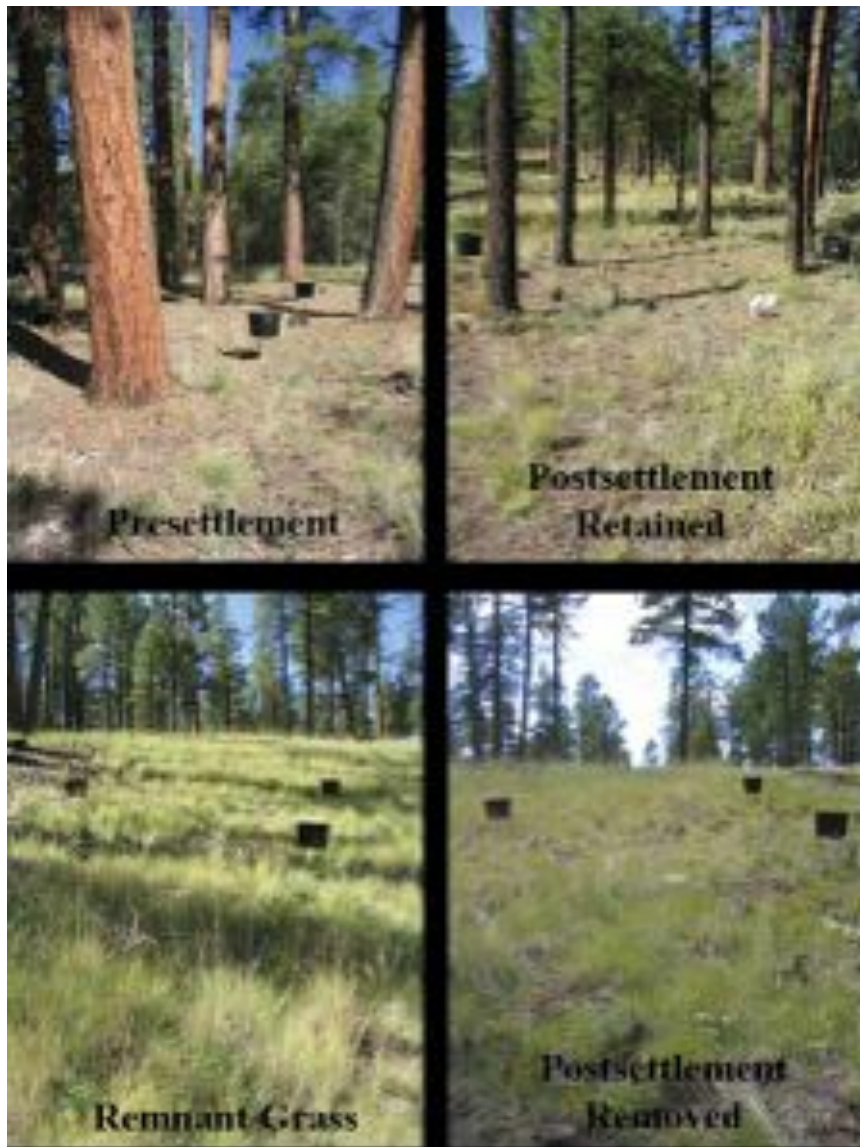 Presettlement
Postsettlement
Retained
Remnant Grass
Postsettlement
Removed